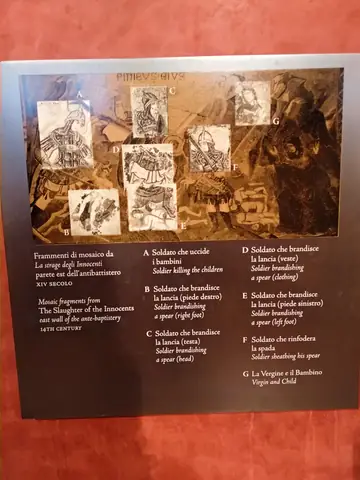 PINCEVS EIVS
A
C
G
D
F
E
B
Frammenti di mosaico da
La strage degli Innocenti
parete est dell'antibattistero
XIV SECOLO
Mosaic fragments from
The Slaughter of the Innocents
east wall of the ante-baptistery
14TH CENTURY
A Soldato che uccide
i bambini
Soldier killing the children
B Soldato che brandisce
la lancia (piede destro)
Soldier brandishing
a spear (right foot)
C Soldato che brandisce
la lancia (testa)
Soldier brandishing
a spear (head)
D Soldato che brandisce
la lancia (veste)
Soldier brandishing
a spear (clothing)
E Soldato che brandisce
la lancia (piede sinistro)
Soldier brandishing
a spear (left foot)
F Soldato che rinfodera
la spada
Soldier sheathing his spear
G La Vergine e il Bambino
Virgin and Child